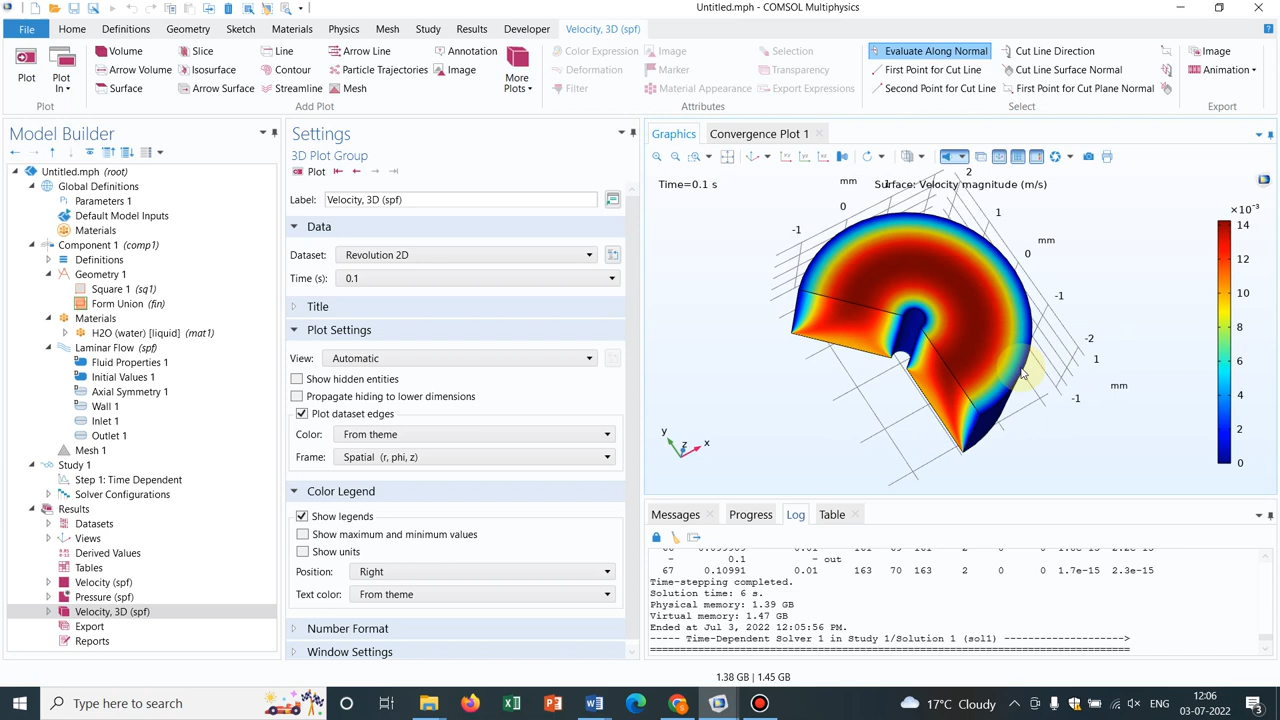 Untitled.mph - COMSOL Multiphysics
File Home Definitions Geometry Sketch Materials Physics Mesh Study Results Developer Velocity, 3D (spf)
Plot
Plot In
Volume
Arrow Volume
Surface
Slice
Isosurface
Arrow Surface
Line
Contour
Streamline
Arrow Line
Particle Trajectories
Mesh
Annotation
Image
More Plots
Color Expression
Deformation
Filter
Image
Marker
Material Appearance
Selection
Transparency
Export Expressions
Evaluate Along Normal
First Point for Cut Line
Second Point for Cut Line
Cut Line Direction
Cut Line Surface Normal
First Point for Cut Plane Normal
Image
Animation
Plot
Add Plot
Attributes
Select
Export
Model Builder
Untitled.mph (root)
Global Definitions
Parameters 1
Default Model Inputs
Materials
Component 1 (comp1)
Definitions
Geometry 1
Square 1 (sq1)
Form Union (fin)
Materials
H2O (water) [liquid] (mat1)
Laminar Flow (spf)
Fluid Properties 1
Initial Values 1
Axial Symmetry 1
Wall 1
Inlet 1
Outlet 1
Mesh 1
Study 1
Step 1: Time Dependent
Solver Configurations
Results
Datasets
Views
Derived Values
Tables
Velocity (spf)
Pressure (spf)
Velocity, 3D (spf)
Export
Reports
Settings
3D Plot Group
Plot
Label: Velocity, 3D (spf)
Data
Dataset: Revolution 2D
Time (s): 0.1
Title
Plot Settings
View: Automatic
Show hidden entities
Propagate hiding to lower dimensions
Plot dataset edges
Color: From theme
Frame: Spatial (r, phi, z)
Color Legend
Show legends
Show maximum and minimum values
Show units
Position: Right
Text color: From theme
Number Format
Window Settings
Graphics Convergence Plot 1
Time=0.1 s
Surface: Velocity magnitude (m/s)
mm
2
0
1
-1
mm
0
-1
-2
1
mm
-1
y
z
x
×10⁻³
14
12
10
8
6
4
2
0
Messages Progress Log Table
- 0.1 - out
67 0.10991 0.01 163 70 163 2 0 0 1.7e-15 2.3e-15
Time-stepping completed.
Solution time: 6 s.
Physical memory: 1.39 GB
Virtual memory: 1.47 GB
Ended at Jul 3, 2022 12:05:56 PM.
----- Time-Dependent Solver 1 in Study 1/Solution 1 (sol1) -------------------->
1.38 GB | 1.45 GB
Type here to search
17°C Cloudy
ENG
12:06
03-07-2022
3